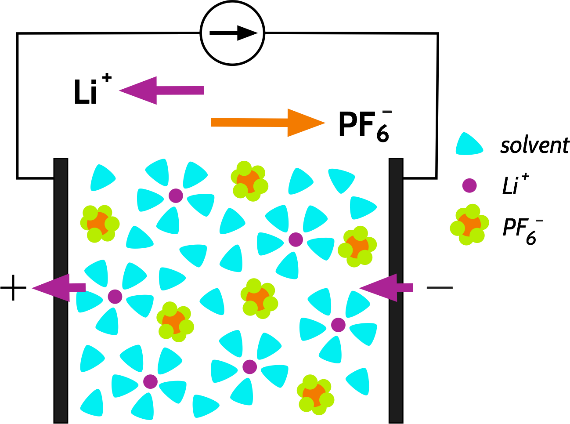 Li⁺
PF₆⁻
solvent
Li⁺
PF₆⁻
+
−